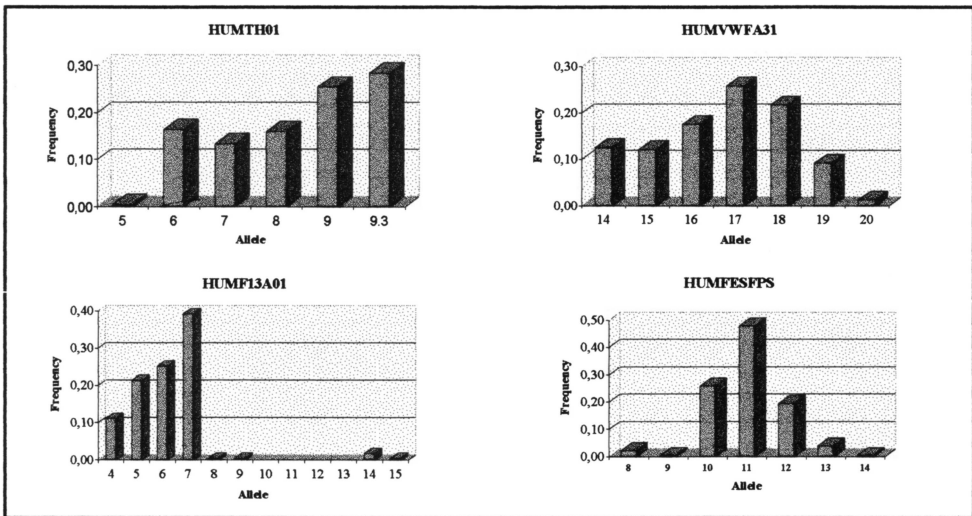 HUMTH01
0,30
0,20
0,10
0,00
Frequency
5 6 7 8 9 9.3
Allele
HUMVWFA31
0,30
0,20
0,10
0,00
Frequency
14 15 16 17 18 19 20
Allele
HUMF13A01
0,40
0,30
0,20
0,10
0,00
Frequency
4 5 6 7 8 9 10 11 12 13 14 15
Allele
HUMFESFPS
0,50
0,40
0,30
0,20
0,10
0,00
Frequency
8 9 10 11 12 13 14
Allele